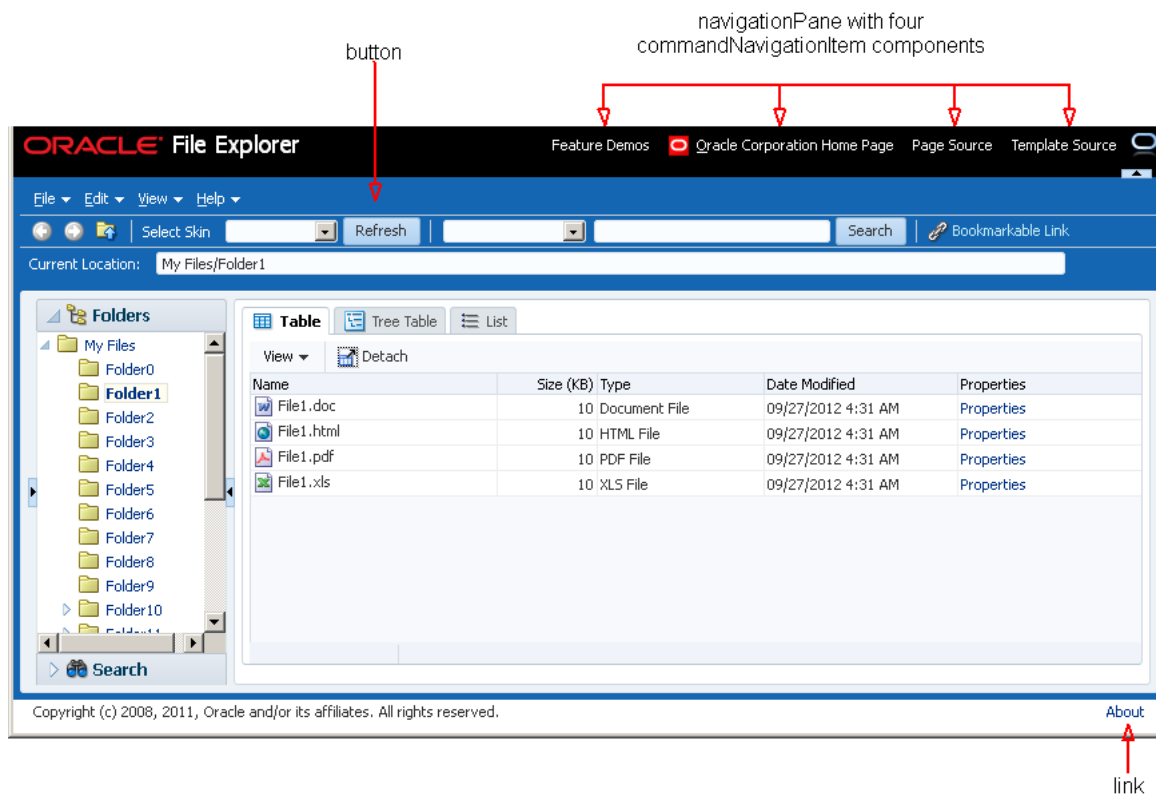 navigationPane with four
commandNavigationItem components
button
ORACLE File Explorer
Feature Demos Oracle Corporation Home Page Page Source Template Source
File Edit View Help
Select Skin Refresh Search Bookmarkable Link
Current Location: My Files/Folder1
Folders
My Files
Folder0
Folder1
Folder2
Folder3
Folder4
Folder5
Folder6
Folder7
Folder8
Folder9
Folder10
Folder11
Search
Table Tree Table List
View Detach
Name Size (KB) Type Date Modified Properties
File1.doc 10 Document File 09/27/2012 4:31 AM Properties
File1.html 10 HTML File 09/27/2012 4:31 AM Properties
File1.pdf 10 PDF File 09/27/2012 4:31 AM Properties
File1.xls 10 XLS File 09/27/2012 4:31 AM Properties
Copyright (c) 2008, 2011, Oracle and/or its affiliates. All rights reserved. About
link